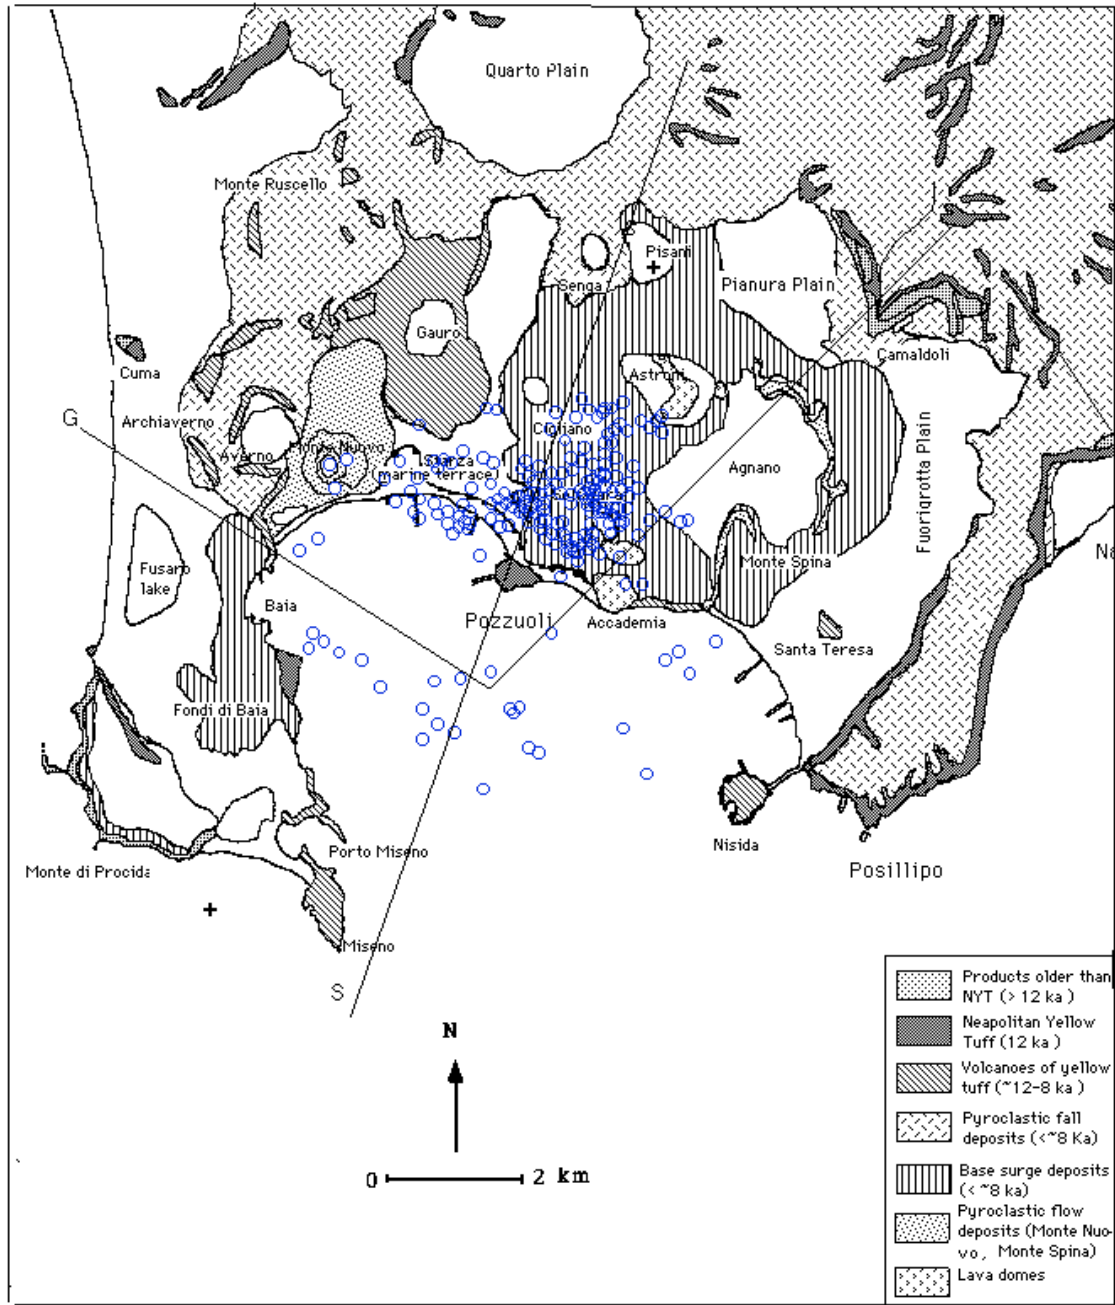 Quarto Plain
Monte Ruscello
Pisani
Senga
Pianura Plain
Gauro
Camaldoli
Cuma
Astroni
G
Archiaverno
Averno
Monte Nuovo
Starza
marine terrace
Cigliano
Agnano
Solfatara
Fuorigrotta Plain
Na
Fusaro
lake
Baia
Monte Spina
Pozzuoli
Accademia
Santa Teresa
Fondi di Baia
Nisida
Porto Miseno
Monte di Procida
Posillipo
Miseno
S
N
0 2 km
Products older than
NYT (> 12 ka )
Neapolitan Yellow
Tuff (12 ka )
Volcanoes of yellow
tuff (~12-8 ka )
Pyroclastic fall
deposits (<~8 Ka)
Base surge deposits
(< ~8 ka)
Pyroclastic flow
deposits (Monte Nuo-
vo , Monte Spina)
Lava domes